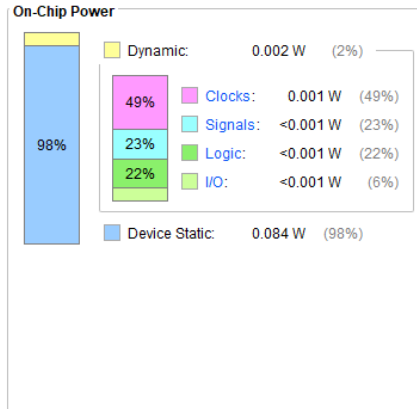 On-Chip Power
Dynamic: 0.002 W (2%)
49% Clocks: 0.001 W (49%)
Signals: <0.001 W (23%)
98% 23%
Logic: <0.001 W (22%)
22% I/O: <0.001 W (6%)
Device Static: 0.084 W (98%)